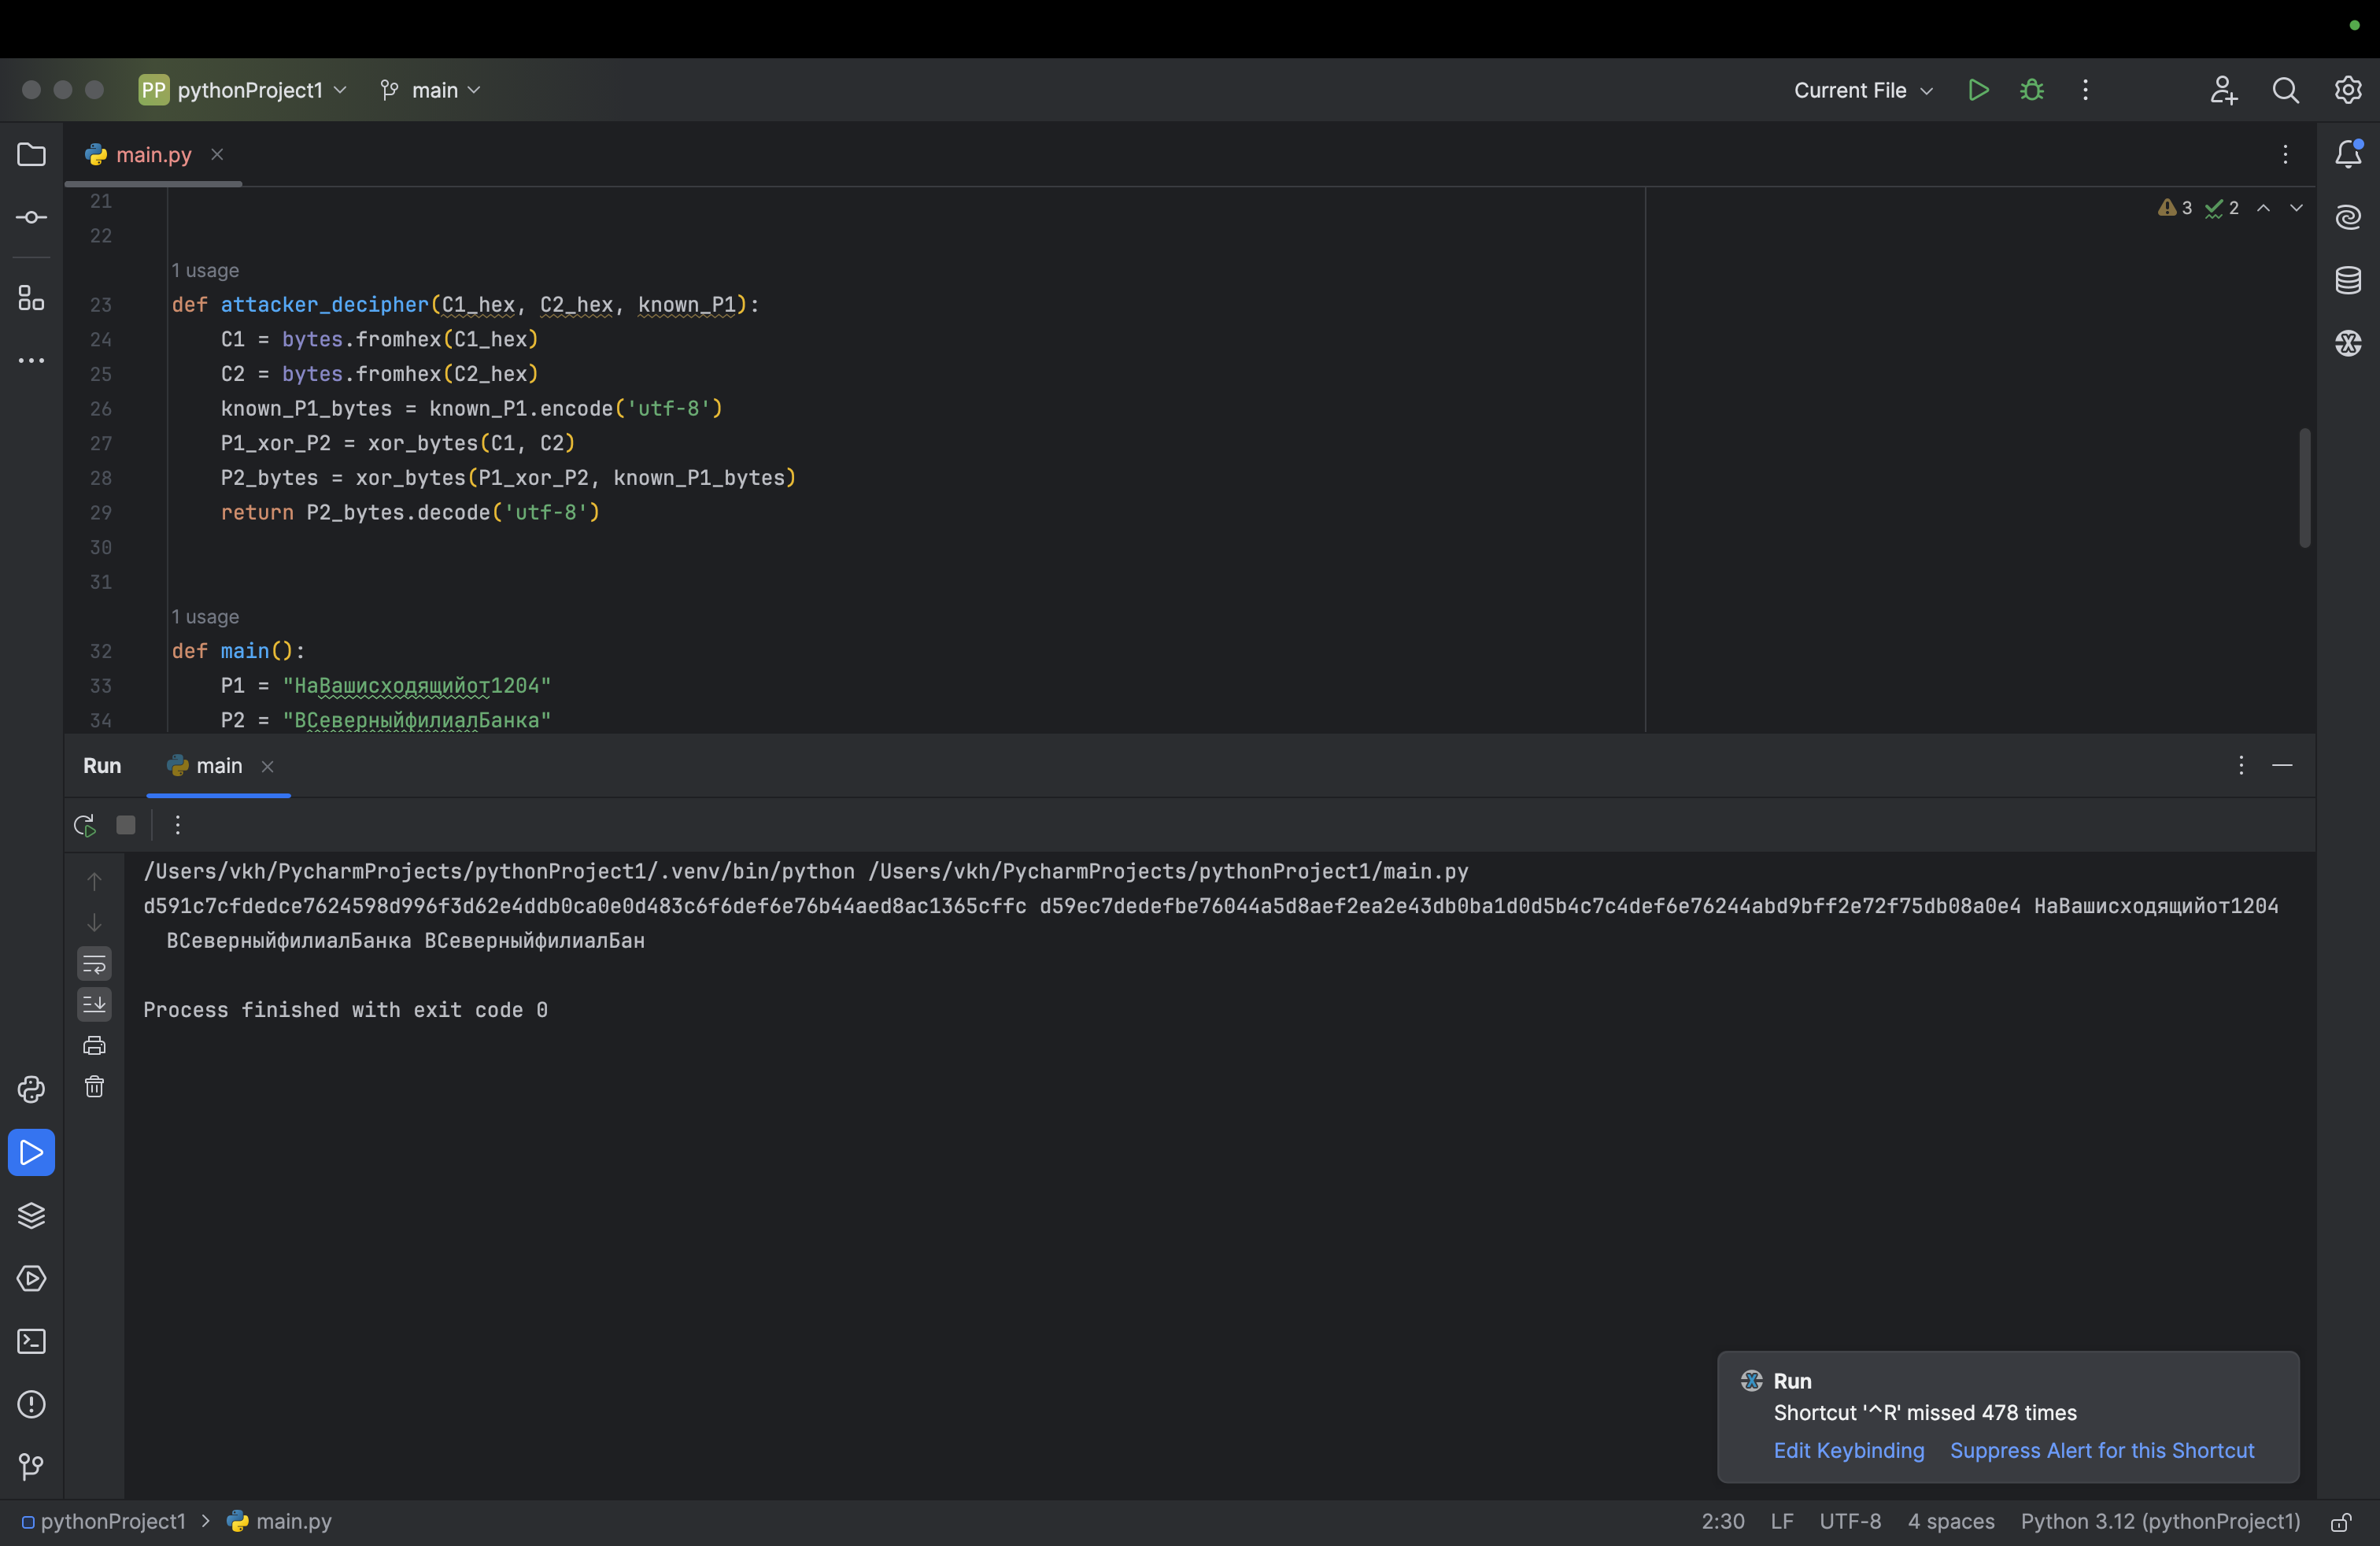 PP pythonProject1 main Current File
main.py
21
3 2
22
1 usage
23 def attacker_decipher(C1_hex, C2_hex, known_P1):
24 C1 = bytes.fromhex(C1_hex)
25 C2 = bytes.fromhex(C2_hex)
26 known_P1_bytes = known_P1.encode('utf-8')
27 P1_xor_P2 = xor_bytes(C1, C2)
28 P2_bytes = xor_bytes(P1_xor_P2, known_P1_bytes)
29 return P2_bytes.decode('utf-8')
30
31
1 usage
32 def main():
33 P1 = "НаВашисходящийот1204"
34 P2 = "ВСеверныйфилиалБанка"
Run main
/Users/vkh/PycharmProjects/pythonProject1/.venv/bin/python /Users/vkh/PycharmProjects/pythonProject1/main.py
d591c7cfdedce7624598d996f3d62e4ddb0ca0e0d483c6f6def6e76b44aed8ac1365cffc d59ec7dedefbe76044a5d8aef2ea2e43db0ba1d0d5b4c7c4def6e76244abd9bff2e72f75db08a0e4 НаВашисходящийот1204
ВСеверныйфилиалБанка ВСеверныйфилиалБан
Process finished with exit code 0
Run
Shortcut '^R' missed 478 times
Edit Keybinding Suppress Alert for this Shortcut
pythonProject1 > main.py 2:30 LF UTF-8 4 spaces Python 3.12 (pythonProject1)